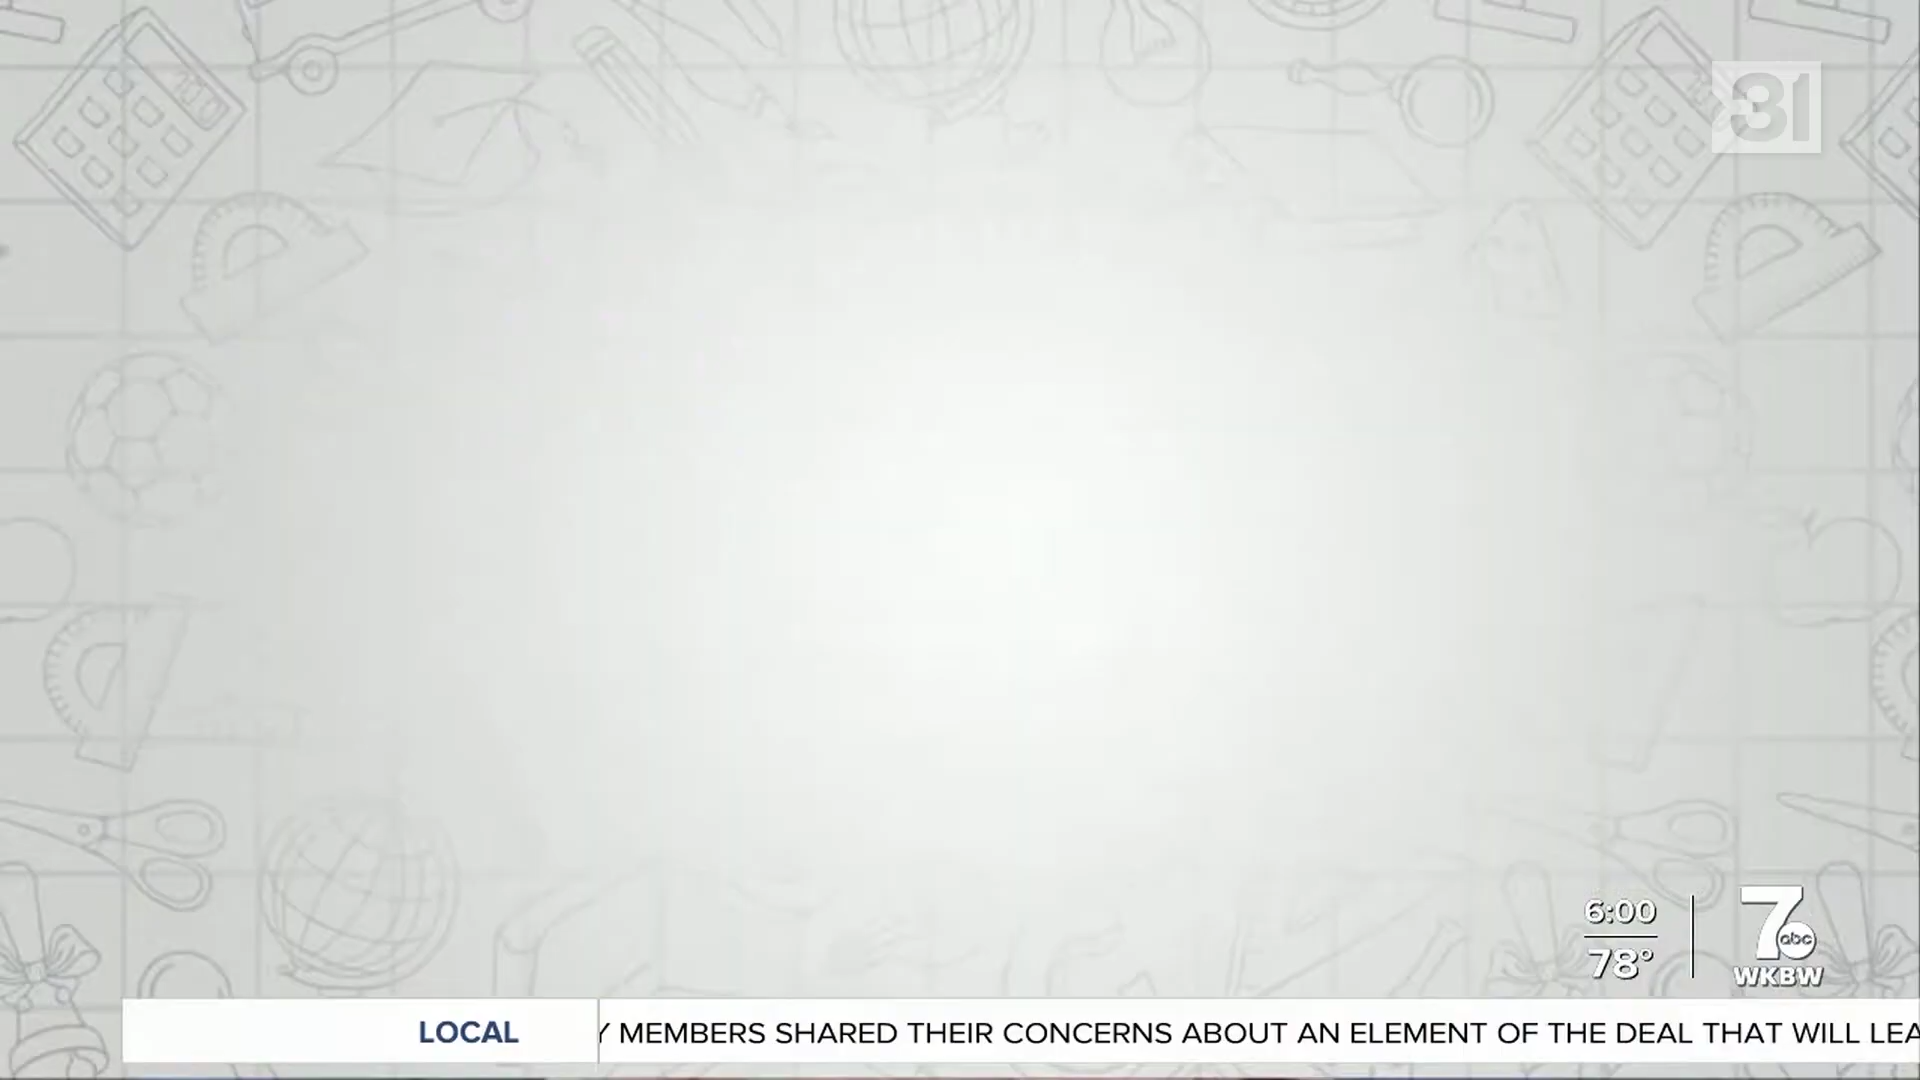 31
6:00
78°
7
abc
WKBW
LOCAL
MEMBERS SHARED THEIR CONCERNS ABOUT AN ELEMENT OF THE DEAL THAT WILL